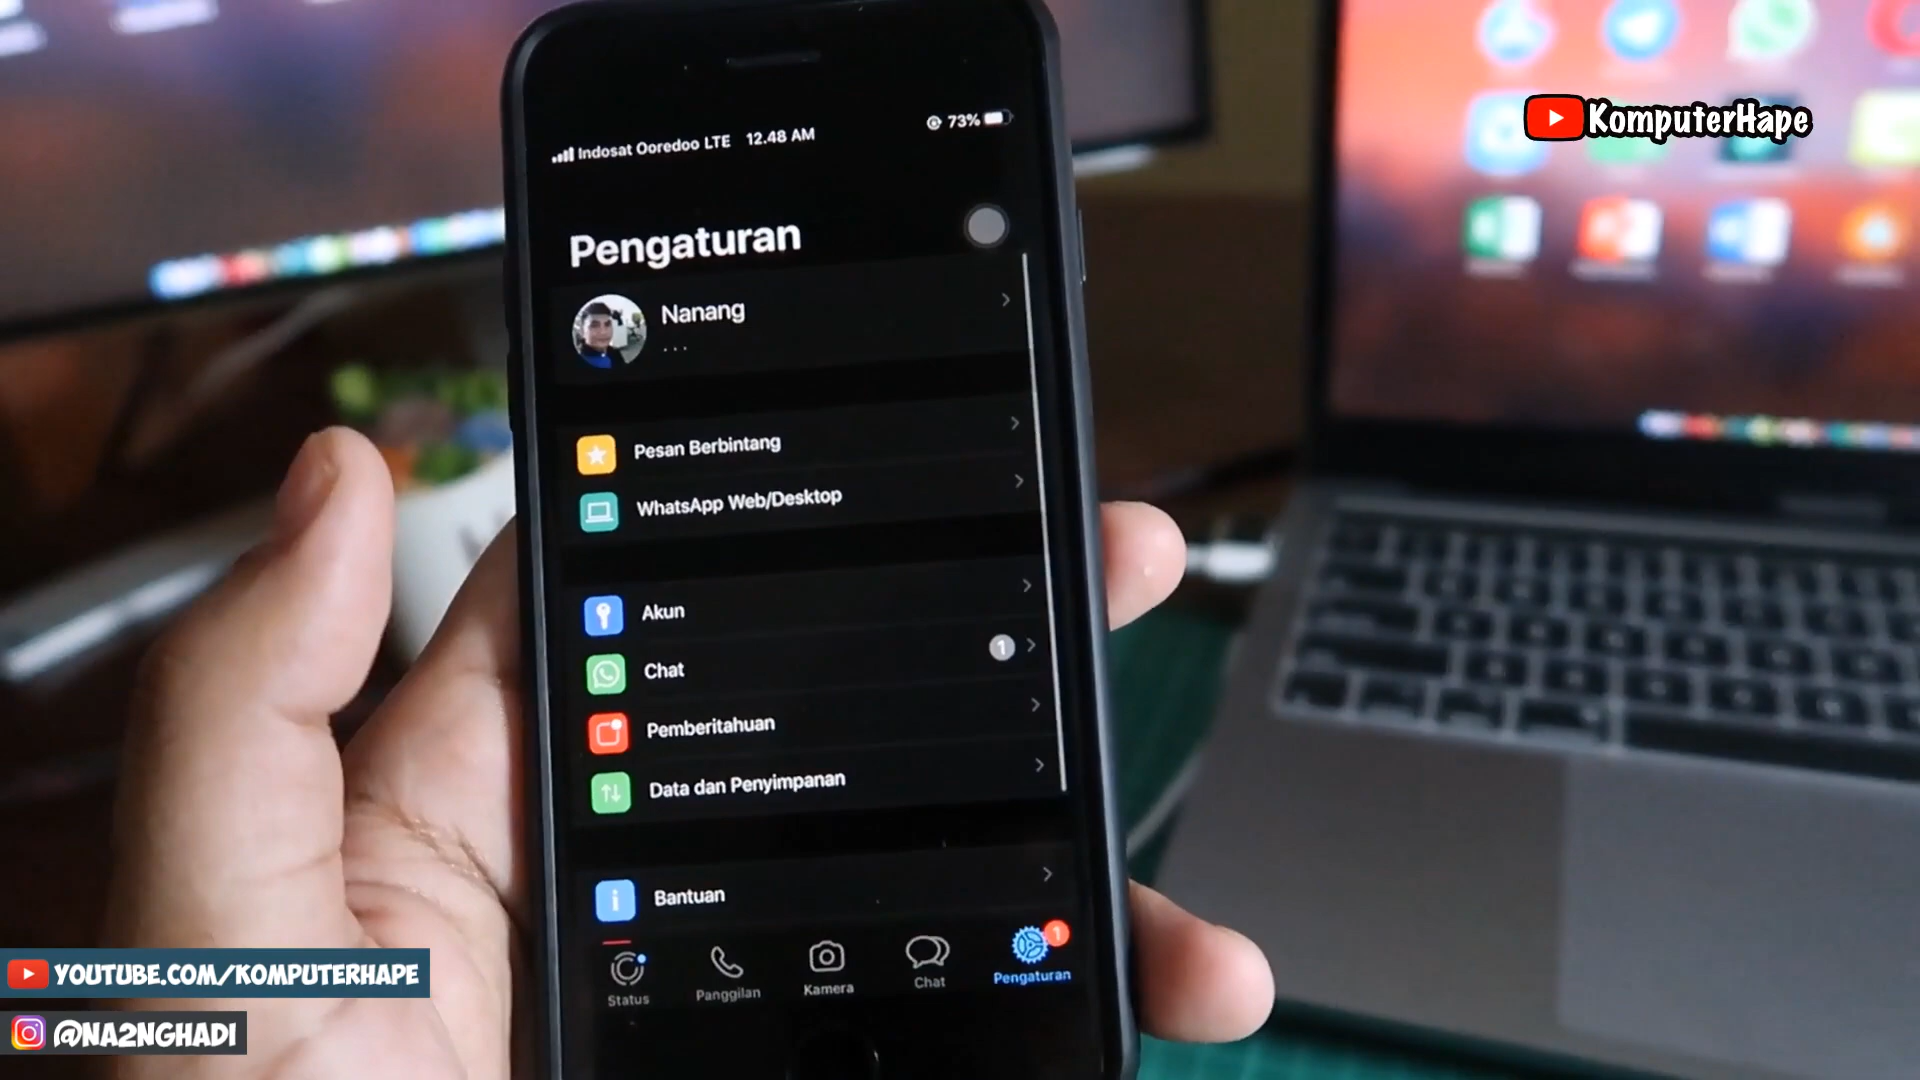 Indosat Ooredoo LTE 12.48 AM 73%
KomputerHape
Pengaturan
Nanang
...
Pesan Berbintang
WhatsApp Web/Desktop
Akun
Chat 1
Pemberitahuan
Data dan Penyimpanan
Bantuan
1
Status Panggilan Kamera Chat Pengaturan
YOUTUBE.COM/KOMPUTERHAPE
@NA2NGHADI